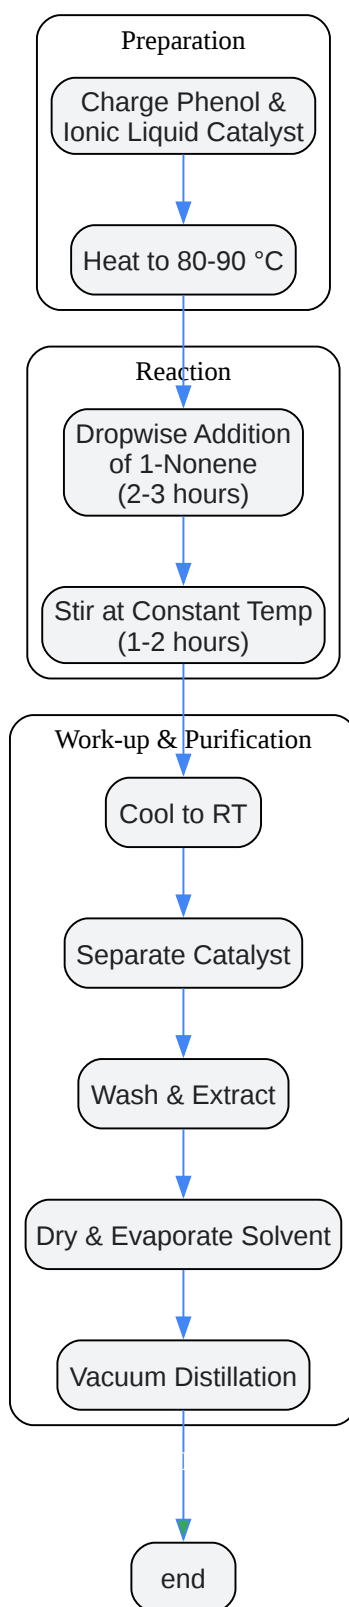 Preparation
Charge Phenol &
Ionic Liquid Catalyst
Heat to 80-90 °C
Reaction
Dropwise Addition
of 1-Nonene
(2-3 hours)
Stir at Constant Temp
(1-2 hours)
Work-up & Purification
Cool to RT
Separate Catalyst
Wash & Extract
Dry & Evaporate Solvent
Vacuum Distillation
end